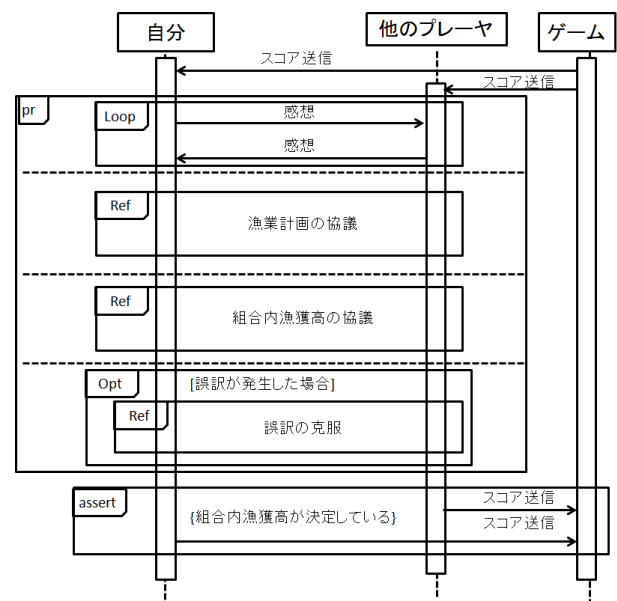 自分
他のプレーヤ
ゲーム
スコア送信
スコア送信
pr
Loop
感想
感想
Ref
漁業計画の協議
Ref
組合内漁獲高の協議
Opt
[誤訳が発生した場合]
Ref
誤訳の克服
assert
{組合内漁獲高が決定している}
スコア送信
スコア送信